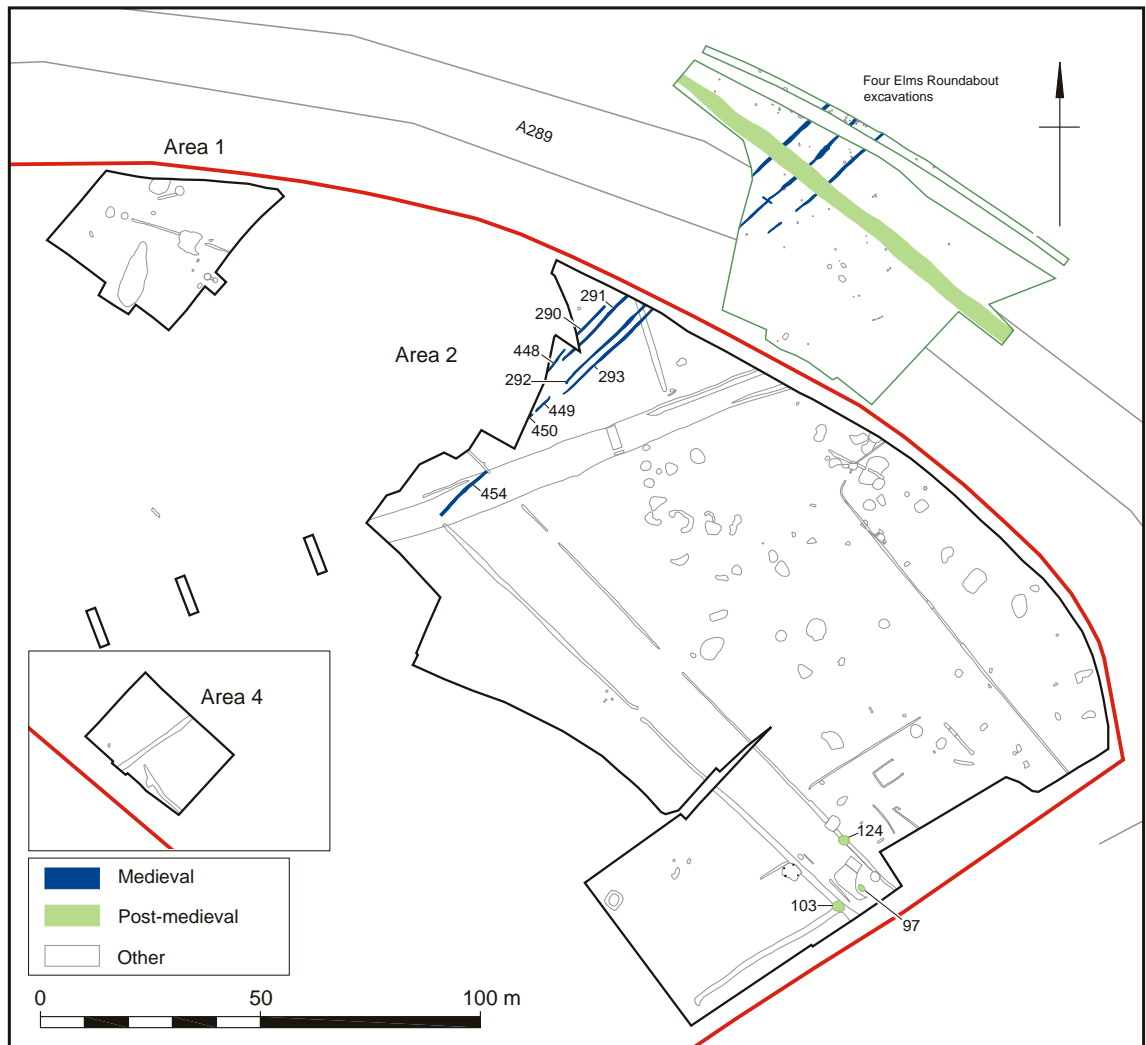 Four Elms Roundabout
excavations
A289
Area 1
291
290
Area 2
448
292
293
449
450
454
Area 4
124
103
97
Medieval
Post-medieval
Other
0 50 100 m